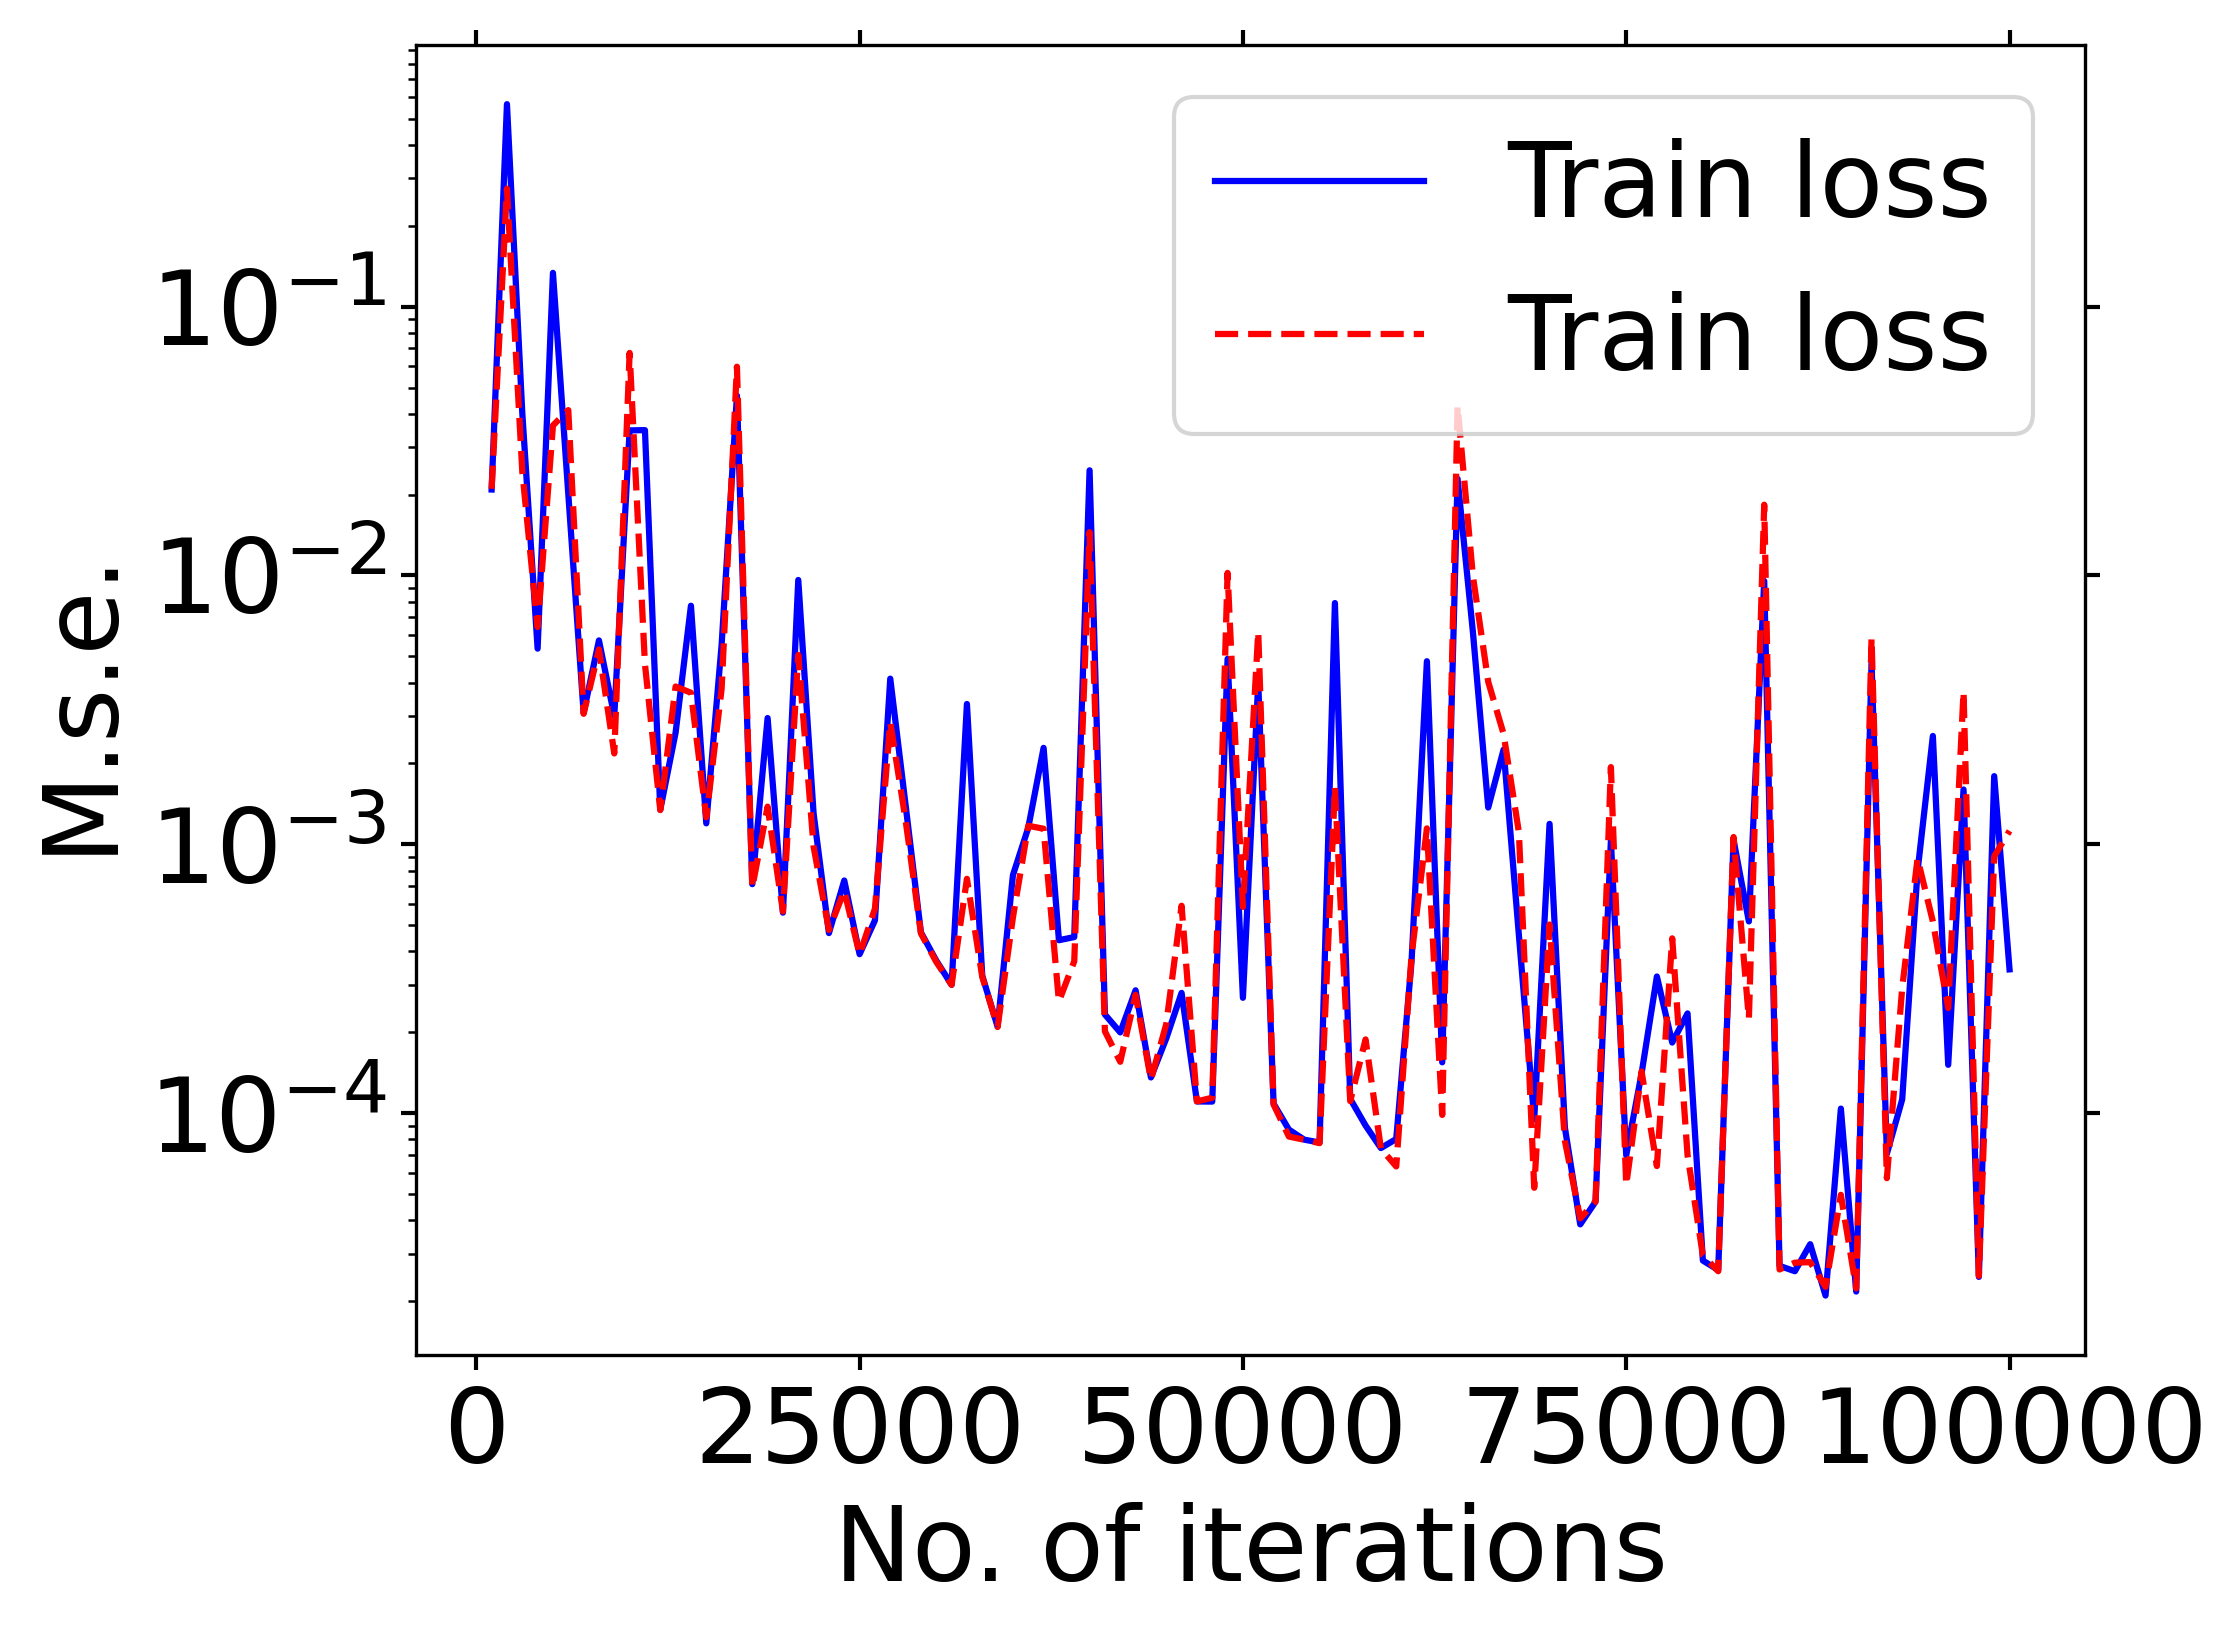 Train loss
Train loss
10⁻¹
10⁻²
10⁻³
10⁻⁴
M.s.e.
0 25000 50000 75000 100000
No. of iterations